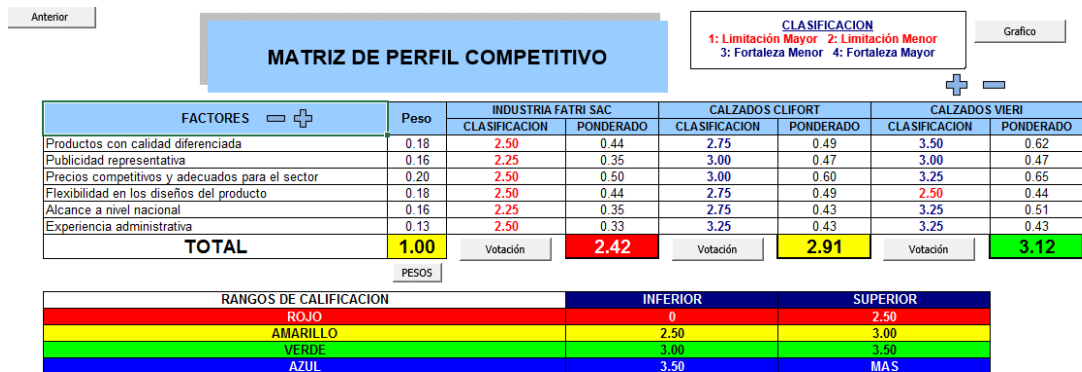 Anterior
MATRIZ DE PERFIL COMPETITIVO
CLASIFICACION
1: Limitación Mayor 2: Limitación Menor
3: Fortaleza Menor 4: Fortaleza Mayor
Grafico
FACTORES Peso INDUSTRIA FATRI SAC CALZADOS CLIFORT CALZADOS VIERI
CLASIFICACION PONDERADO CLASIFICACION PONDERADO CLASIFICACION PONDERADO
Productos con calidad diferenciada 0.18 2.50 0.44 2.75 0.49 3.50 0.62
Publicidad representativa 0.16 2.25 0.35 3.00 0.47 3.00 0.47
Precios competitivos y adecuados para el sector 0.20 2.50 0.50 3.00 0.60 3.25 0.65
Flexibilidad en los diseños del producto 0.18 2.50 0.44 2.75 0.49 2.50 0.44
Alcance a nivel nacional 0.16 2.25 0.35 2.75 0.43 3.25 0.51
Experiencia administrativa 0.13 2.50 0.33 3.25 0.43 3.25 0.43
TOTAL 1.00 Votación 2.42 Votación 2.91 Votación 3.12
PESOS
RANGOS DE CALIFICACION INFERIOR SUPERIOR
ROJO 0 2.50
AMARILLO 2.50 3.00
VERDE 3.00 3.50
AZUL 3.50 MAS